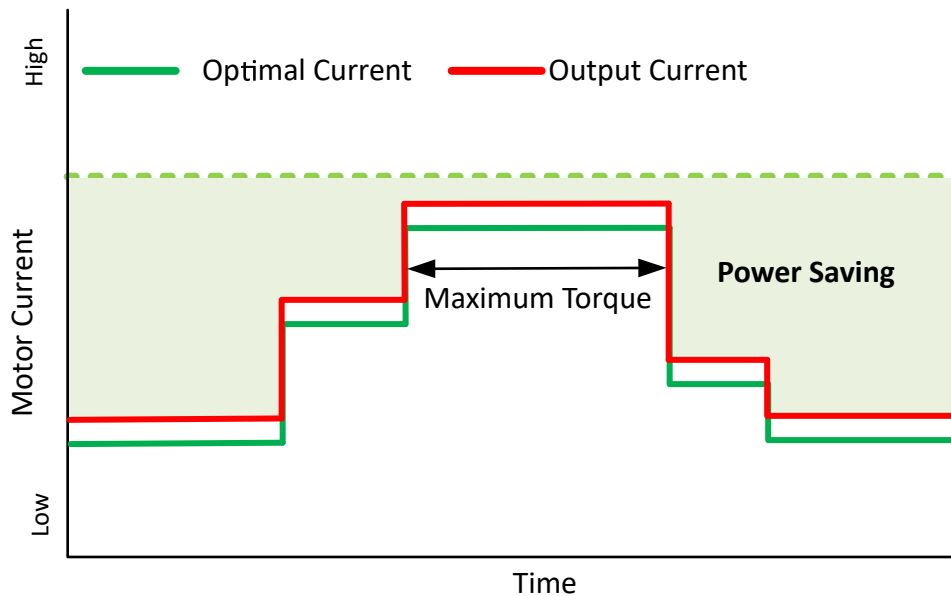 High
Optimal Current
Output Current
Motor Current
Power Saving
Maximum Torque
Low
Time